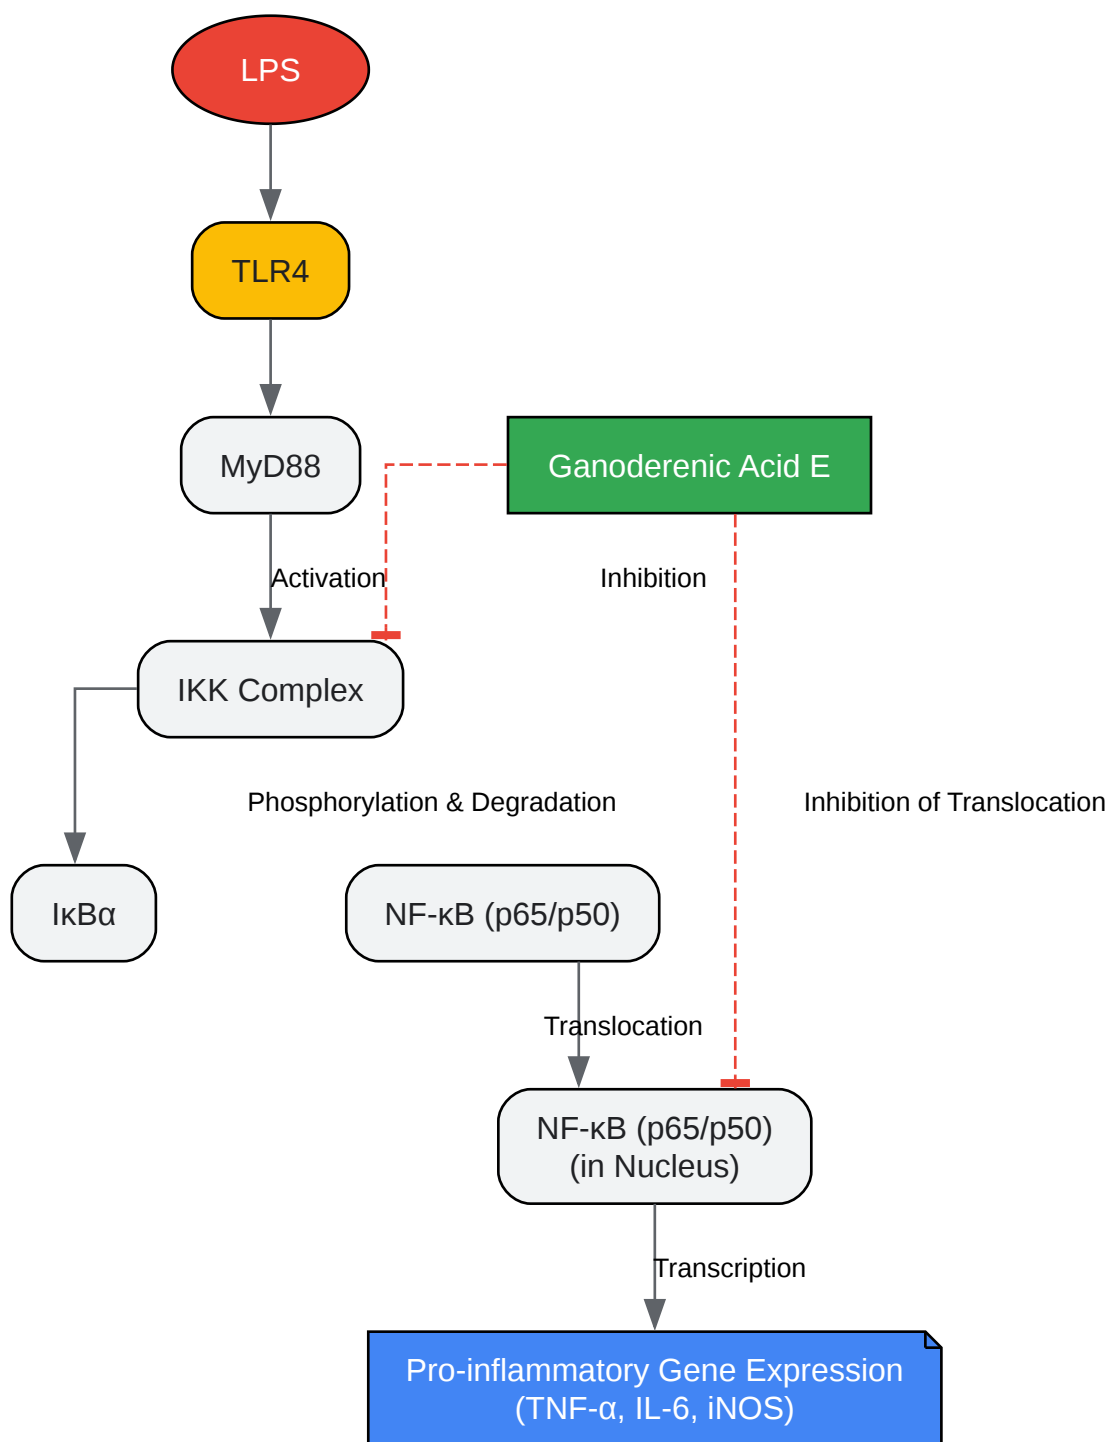 LPS
TLR4
MyD88
Ganoderenic Acid E
Activation
Inhibition
IKK Complex
Phosphorylation & Degradation
Inhibition of Translocation
IκBα
NF-κB (p65/p50)
Translocation
NF-κB (p65/p50)
(in Nucleus)
Transcription
Pro-inflammatory Gene Expression
(TNF-α, IL-6, iNOS)